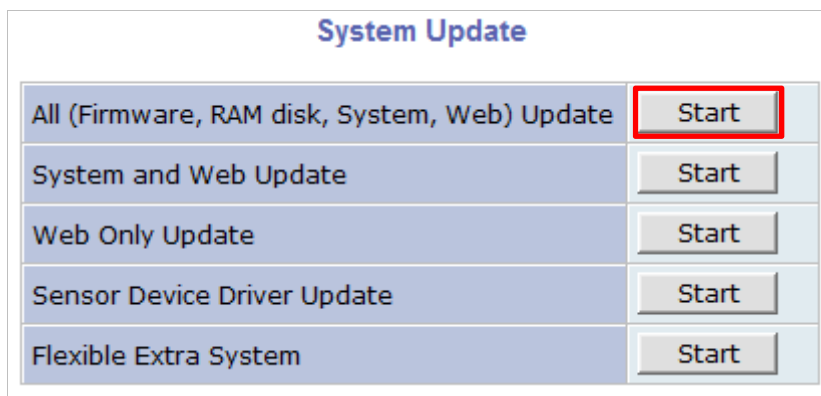 System Update
All (Firmware, RAM disk, System, Web) Update Start
System and Web Update Start
Web Only Update Start
Sensor Device Driver Update Start
Flexible Extra System Start